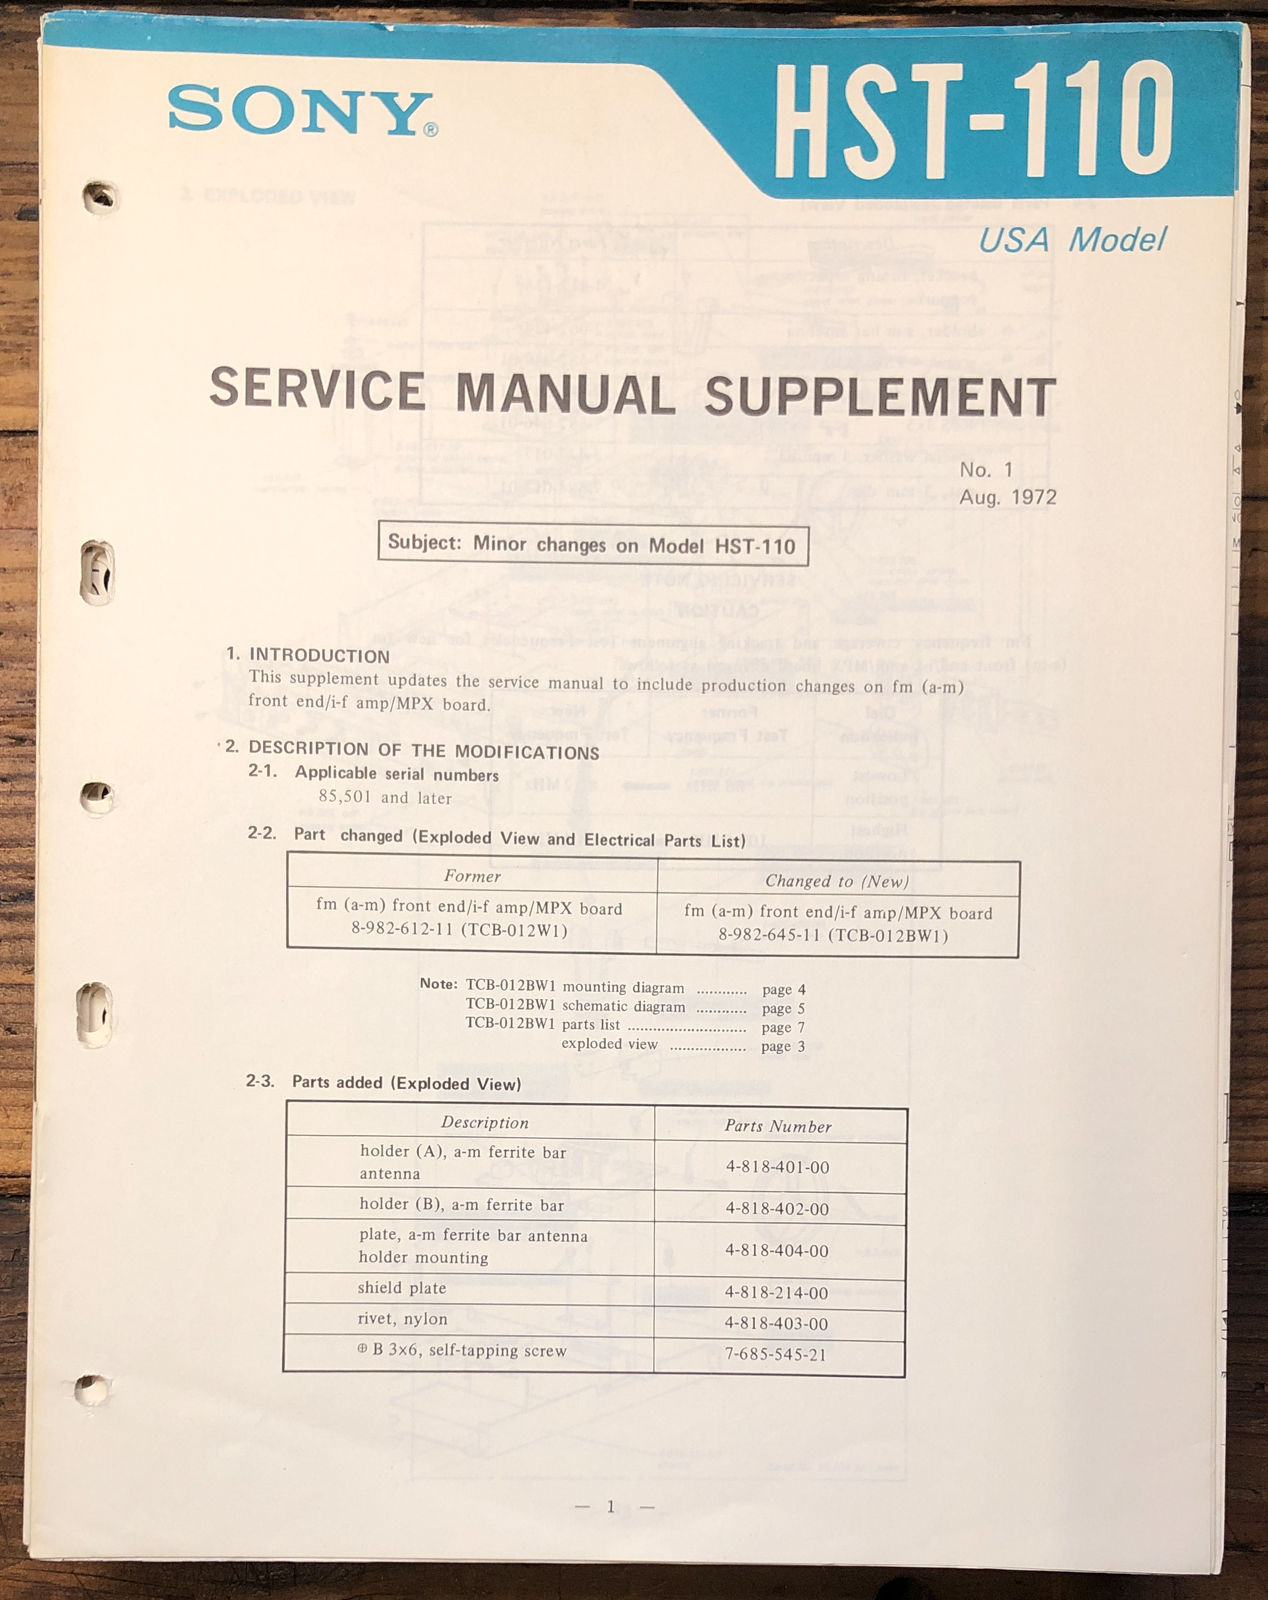 SONY®
HST-110
USA Model
SERVICE MANUAL SUPPLEMENT
No. 1
Aug. 1972
Subject: Minor changes on Model HST-110
1. INTRODUCTION
This supplement updates the service manual to include production changes on fm (a-m)
front end/i-f amp/MPX board.
2. DESCRIPTION OF THE MODIFICATIONS
2-1. Applicable serial numbers
85,501 and later
2-2. Part changed (Exploded View and Electrical Parts List)
Former Changed to (New)
fm (a-m) front end/i-f amp/MPX board fm (a-m) front end/i-f amp/MPX board
8-982-612-11 (TCB-012W1) 8-982-645-11 (TCB-012BW1)
Note: TCB-012BW1 mounting diagram ............ page 4
TCB-012BW1 schematic diagram ............ page 5
TCB-012BW1 parts list ............................ page 7
exploded view .................. page 3
2-3. Parts added (Exploded View)
Description Parts Number
holder (A), a-m ferrite bar
antenna 4-818-401-00
holder (B), a-m ferrite bar 4-818-402-00
plate, a-m ferrite bar antenna
holder mounting 4-818-404-00
shield plate 4-818-214-00
rivet, nylon 4-818-403-00
⊕ B 3×6, self-tapping screw 7-685-545-21
— 1 —